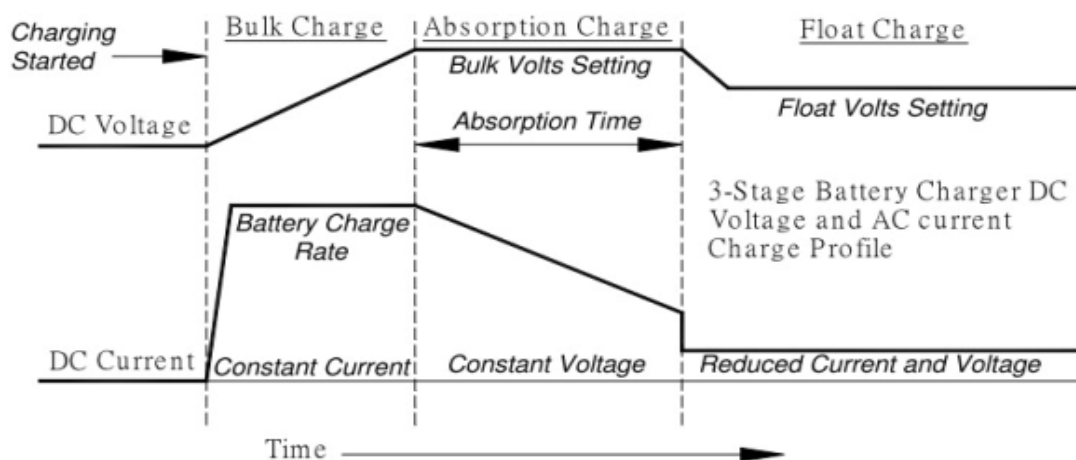 Charging
Started
Bulk Charge
Absorption Charge
Float Charge
Bulk Volts Setting
Float Volts Setting
DC Voltage
Absorption Time
Battery Charge
Rate
3-Stage Battery Charger DC
Voltage and AC current
Charge Profile
DC Current
Constant Current
Constant Voltage
Reduced Current and Voltage
Time